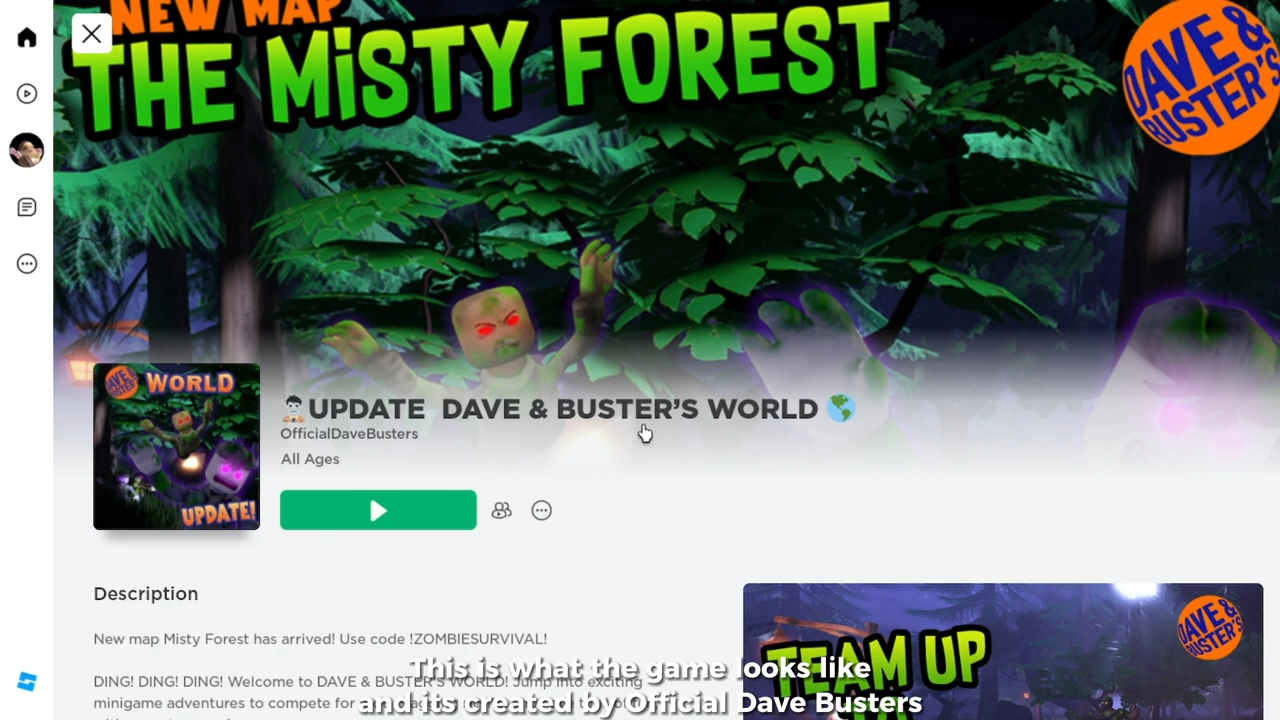 NEW MAP
THE MiSTY FOREST
DAVE &
BUSTER'S
DAVE &
BUSTER'S
WORLD
UPDATE!
UPDATE DAVE & BUSTER’S WORLD
OfficialDaveBusters
All Ages
Description
New map Misty Forest has arrived! Use code !ZOMBIESURVIVAL!
DING! DING! DING! Welcome to DAVE & BUSTER'S WORLD! Jump into exciting
minigame adventures to compete for
TEAM UP
DAVE &
BUSTER'S
This is what the game looks like
and its created by Official Dave Busters